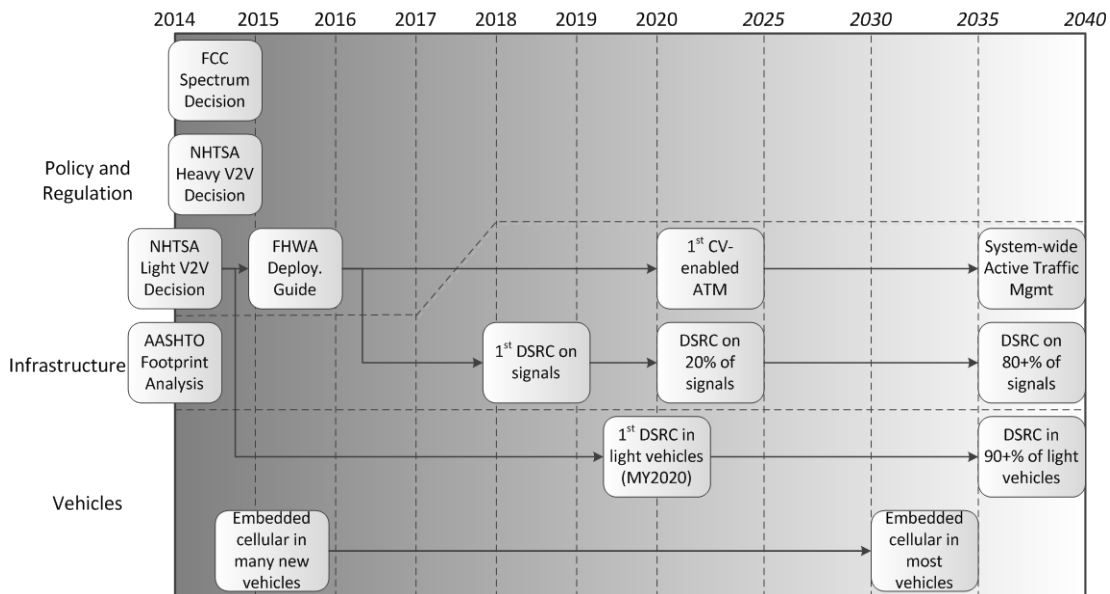 2014 2015 2016 2017 2018 2019 2020 2025 2030 2035 2040
FCC
Spectrum
Decision
Policy and
Regulation
NHTSA
Heavy V2V
Decision
NHTSA
Light V2V
Decision
FHWA
Deploy.
Guide
1st CV-
enabled
ATM
System-wide
Active Traffic
Mgmt
Infrastructure
AASHTO
Footprint
Analysis
1st DSRC on
signals
DSRC on
20% of
signals
DSRC on
80+% of
signals
Vehicles
1st DSRC in
light vehicles
(MY2020)
DSRC in
90+% of light
vehicles
Embedded
cellular in
many new
vehicles
Embedded
cellular in
most
vehicles